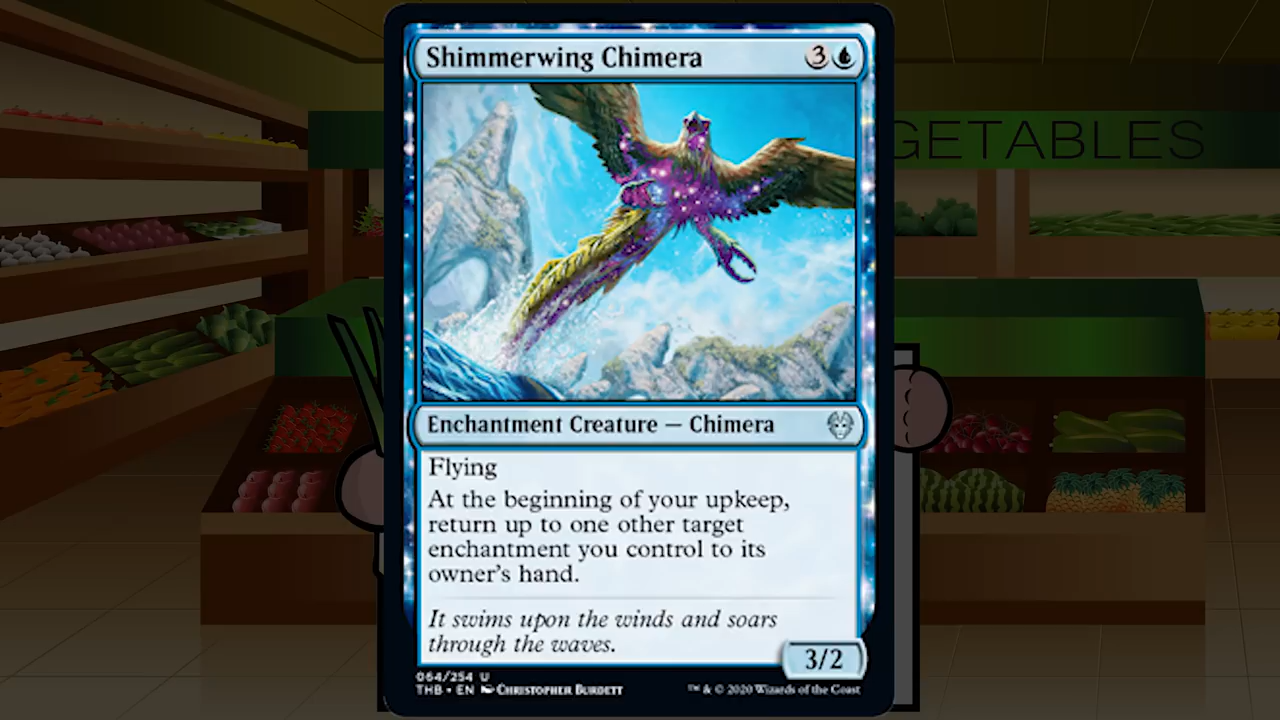 Shimmerwing Chimera 3
GETABLES
Enchantment Creature — Chimera
Flying
At the beginning of your upkeep,
return up to one other target
enchantment you control to its
owner's hand.
It swims upon the winds and soars
through the waves.
3/2
064/254 U
THB • EN Christopher Burdett
™ & © 2020 Wizards of the Coast